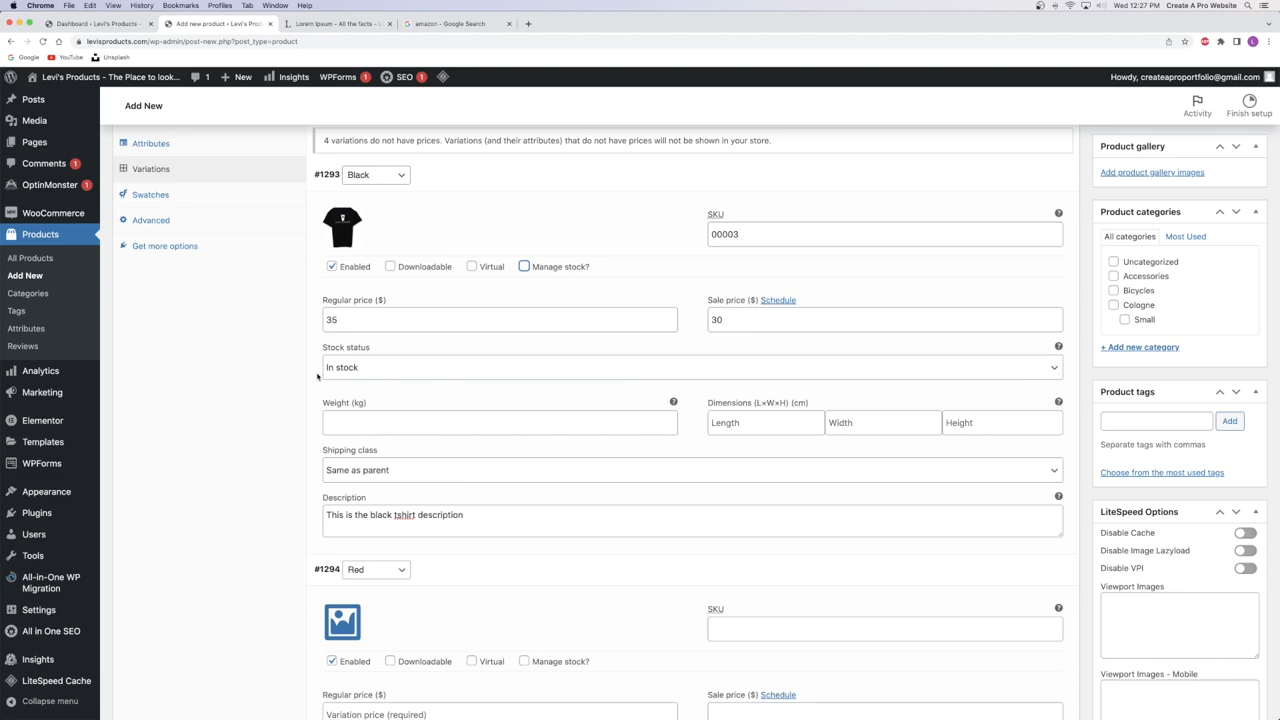 Chrome File Edit View History Bookmarks Profiles Tab Window Help Wed 12:27 PM Create A Pro Website
Dashboard ‹ Levi's Products -
Add new product ‹ Levi's Prod
Lorem Ipsum - All the facts - L
amazon - Google Search
levisproducts.com/wp-admin/post-new.php?post_type=product
Google YouTube Unsplash
Levi's Products - The Place to look... 1 New Insights WPForms 1 SEO 1 Howdy, createaproportfolio@gmail.com
Posts
Media
Pages
Comments 1
OptinMonster
WooCommerce
Products
All Products
Add New
Categories
Tags
Attributes
Reviews
Analytics
Marketing
Elementor
Templates
WPForms
Appearance
Plugins
Users
Tools
All-in-One WP
Migration
Settings
All in One SEO
Insights
LiteSpeed Cache
Collapse menu
Add New
Activity
Finish setup
Attributes
Variations
Swatches
Advanced
Get more options
4 variations do not have prices. Variations (and their attributes) that do not have prices will not be shown in your store.
#1293 Black
SKU
00003
Enabled Downloadable Virtual Manage stock?
Regular price ($) Sale price ($) Schedule
35 30
Stock status
In stock
Weight (kg) Dimensions (L×W×H) (cm)
Length Width Height
Shipping class
Same as parent
Description
This is the black tshirt description
#1294 Red
SKU
Enabled Downloadable Virtual Manage stock?
Regular price ($) Sale price ($) Schedule
Variation price (required)
Product gallery
Add product gallery images
Product categories
All categories Most Used
Uncategorized
Accessories
Bicycles
Cologne
Small
+ Add new category
Product tags
Add
Separate tags with commas
Choose from the most used tags
LiteSpeed Options
Disable Cache
Disable Image Lazyload
Disable VPI
Viewport Images
Viewport Images - Mobile